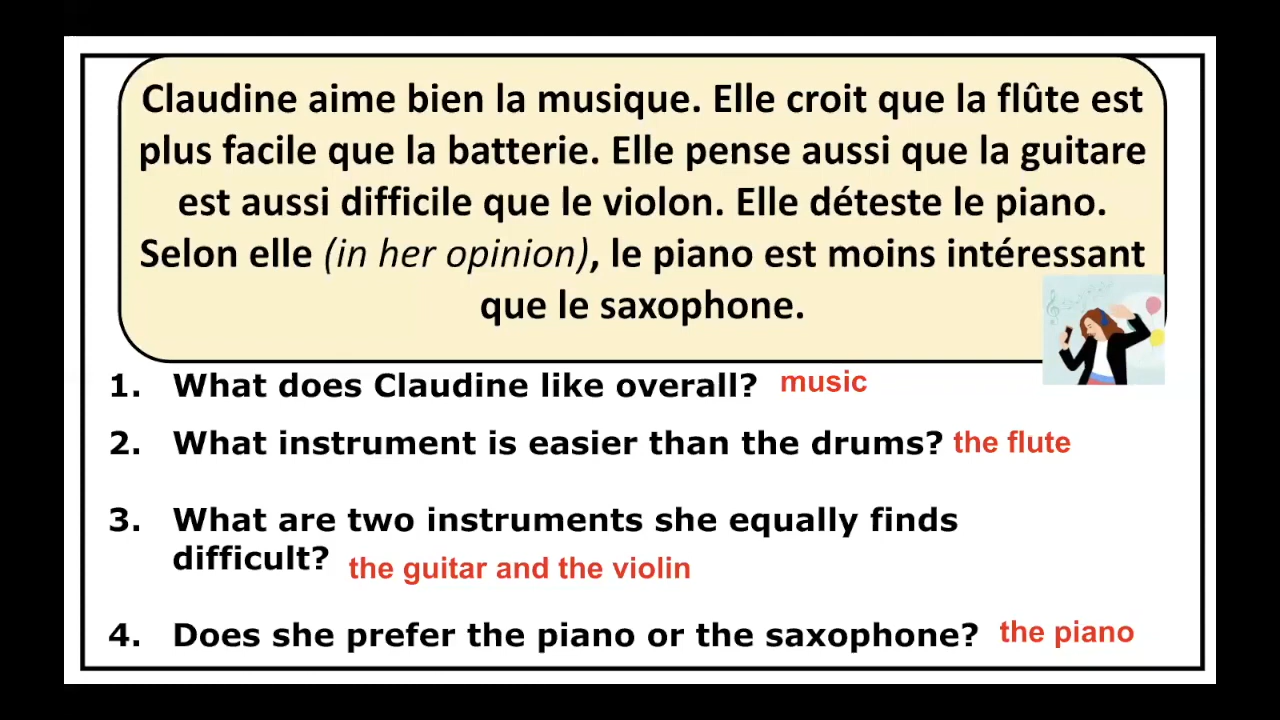 Claudine aime bien la musique. Elle croit que la flûte est
plus facile que la batterie. Elle pense aussi que la guitare
est aussi difficile que le violon. Elle déteste le piano.
Selon elle (in her opinion), le piano est moins intéressant
que le saxophone.
1. What does Claudine like overall? music
2. What instrument is easier than the drums? the flute
3. What are two instruments she equally finds
difficult? the guitar and the violin
4. Does she prefer the piano or the saxophone? the piano